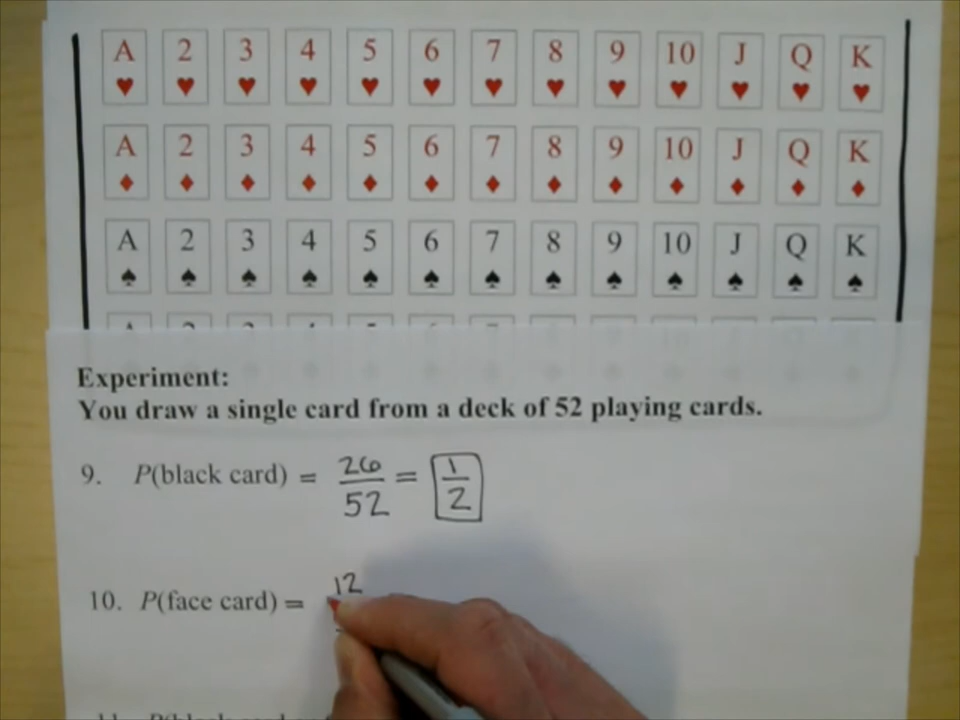 A 2 3 4 5 6 7 8 9 10 J Q K
A 2 3 4 5 6 7 8 9 10 J Q K
A 2 3 4 5 6 7 8 9 10 J Q K
Experiment:
You draw a single card from a deck of 52 playing cards.
9. P(black card) = 26/52 = 1/2
10. P(face card) = 12